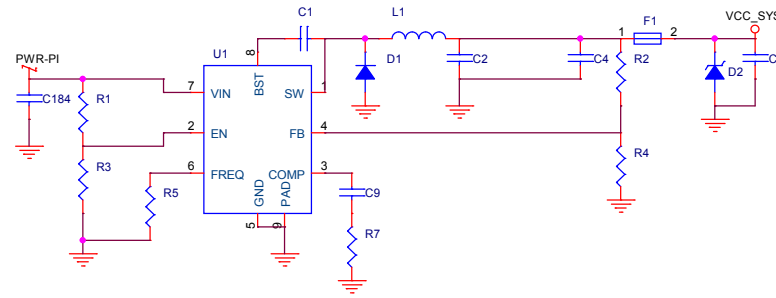 C1
L1
F1
VCC_SYS
PWR-PI
U1
8
1
2
BST
D1
C2
C4
R2
D2
C
C184
R1
7
VIN
SW
1
2
EN
FB
4
R3
6
FREQ
COMP
3
R4
R5
GND
PAD
C9
5
9
R7